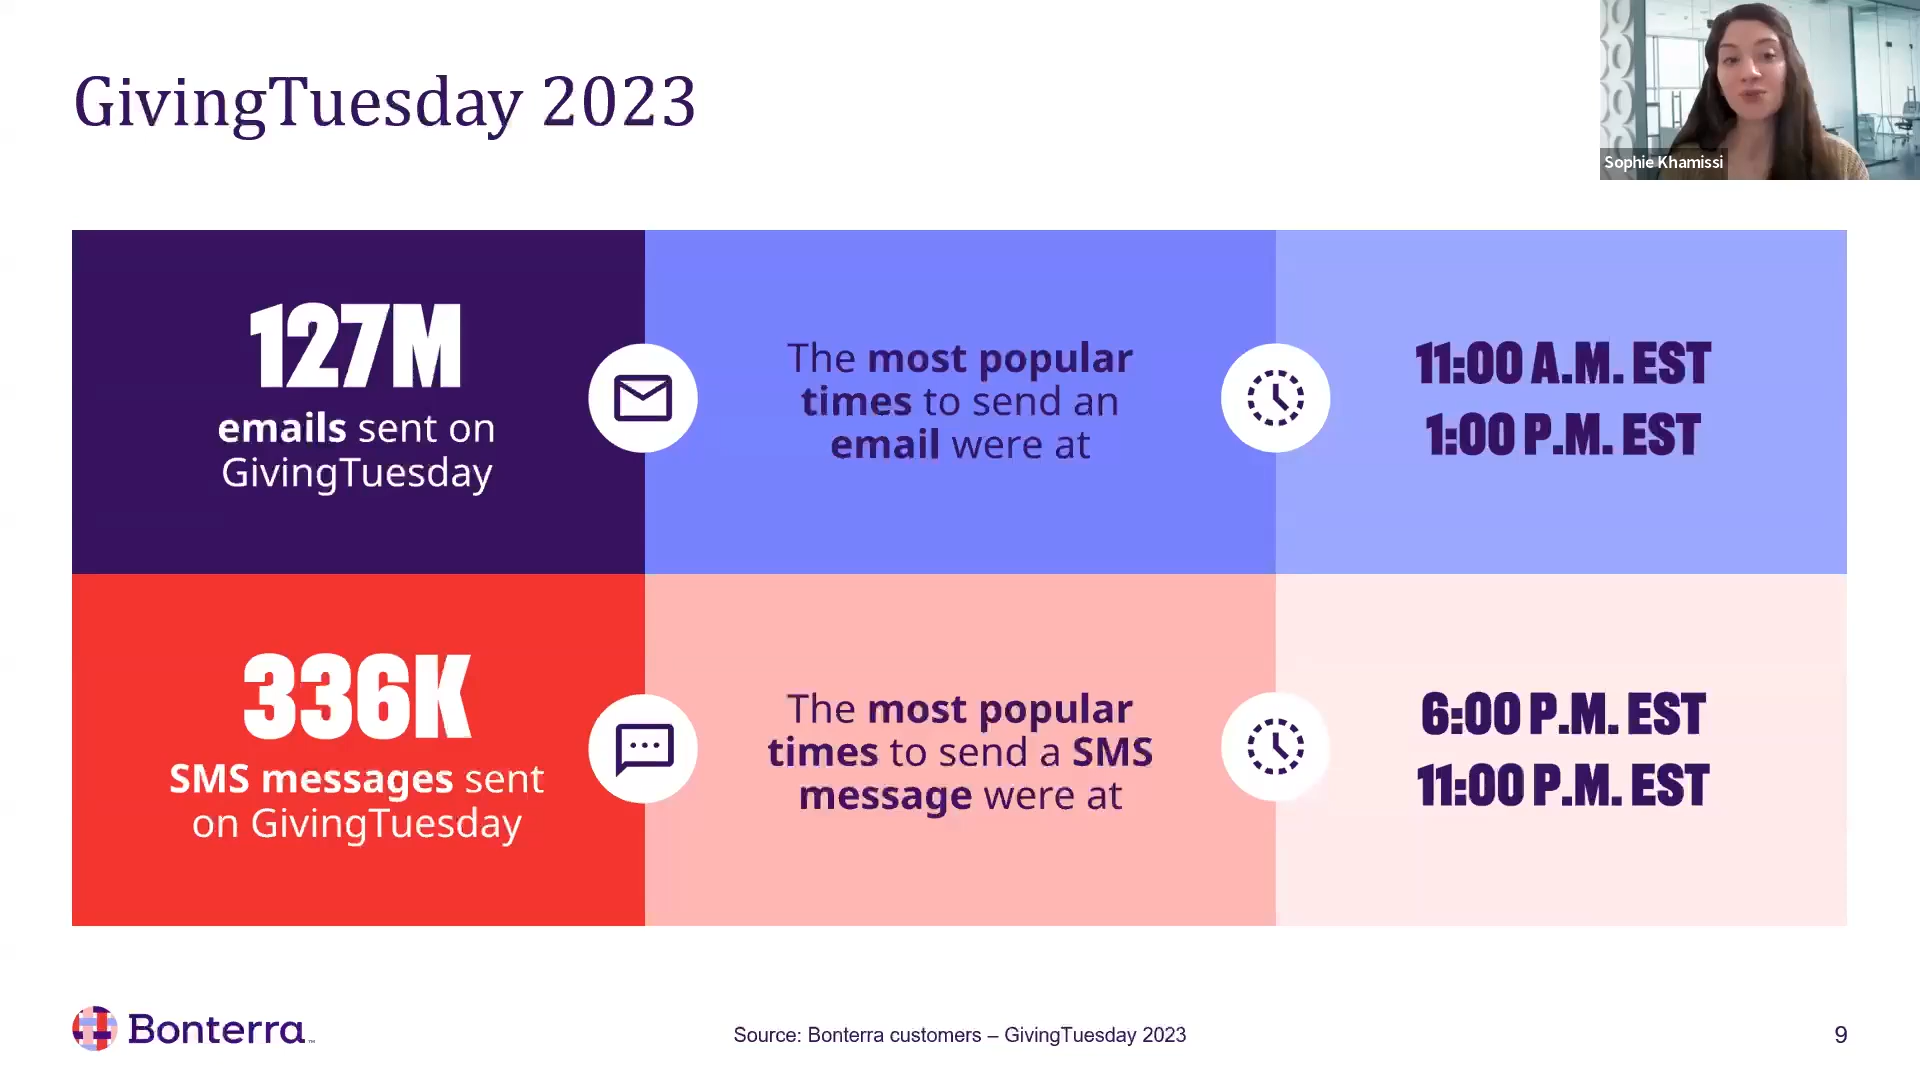 GivingTuesday 2023
Sophie Khamissi
127M
emails sent on
GivingTuesday
The most popular
times to send an
email were at
11:00 A.M. EST
1:00 P.M. EST
336K
SMS messages sent
on GivingTuesday
The most popular
times to send a SMS
message were at
6:00 P.M. EST
11:00 P.M. EST
Bonterra™
Source: Bonterra customers – GivingTuesday 2023
9